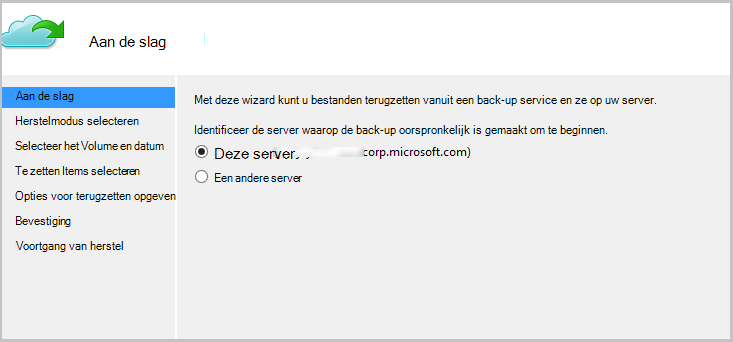 Aan de slag
Aan de slag
Herstelmodus selecteren
Selecteer het Volume en datum
Te zetten Items selecteren
Opties voor terugzetten opgeven
Bevestiging
Voortgang van herstel
Met deze wizard kunt u bestanden terugzetten vanuit een back-up service en ze op uw server.
Identificeer de server waarop de back-up oorspronkelijk is gemaakt om te beginnen.
Deze server corp.microsoft.com)
Een andere server